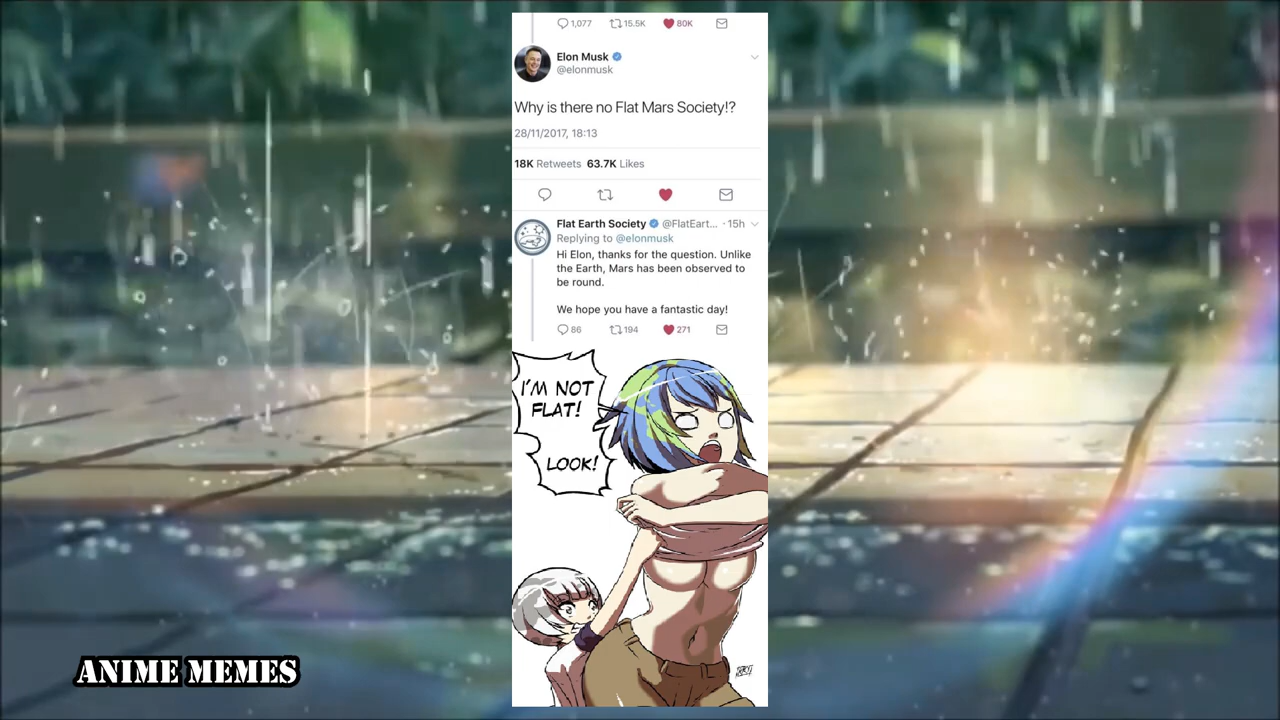 1,077 15.5K 80K
Elon Musk
@elonmusk
Why is there no Flat Mars Society!?
28/11/2017, 18:13
18K Retweets 63.7K Likes
Flat Earth Society @FlatEart... · 15h
Replying to @elonmusk
Hi Elon, thanks for the question. Unlike
the Earth, Mars has been observed to
be round.
We hope you have a fantastic day!
86 194 271
I'M NOT
FLAT!
LOOK!
ANIME MEMES